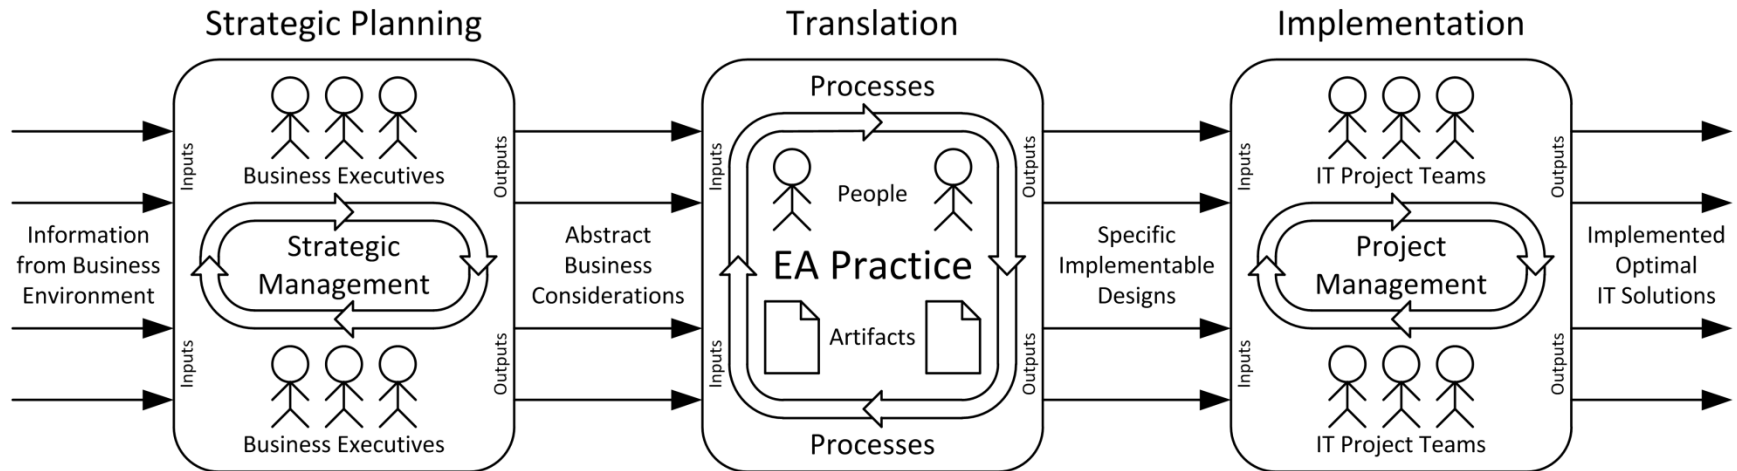 Strategic Planning
Translation
Implementation
Information
from Business
Environment
Inputs
Inputs
Business Executives
Strategic
Management
Business Executives
Outputs
Outputs
Abstract
Business
Considerations
Inputs
Inputs
Processes
People
EA Practice
Artifacts
Processes
Outputs
Outputs
Specific
Implementable
Designs
Inputs
Inputs
IT Project Teams
Project
Management
IT Project Teams
Outputs
Outputs
Implemented
Optimal
IT Solutions